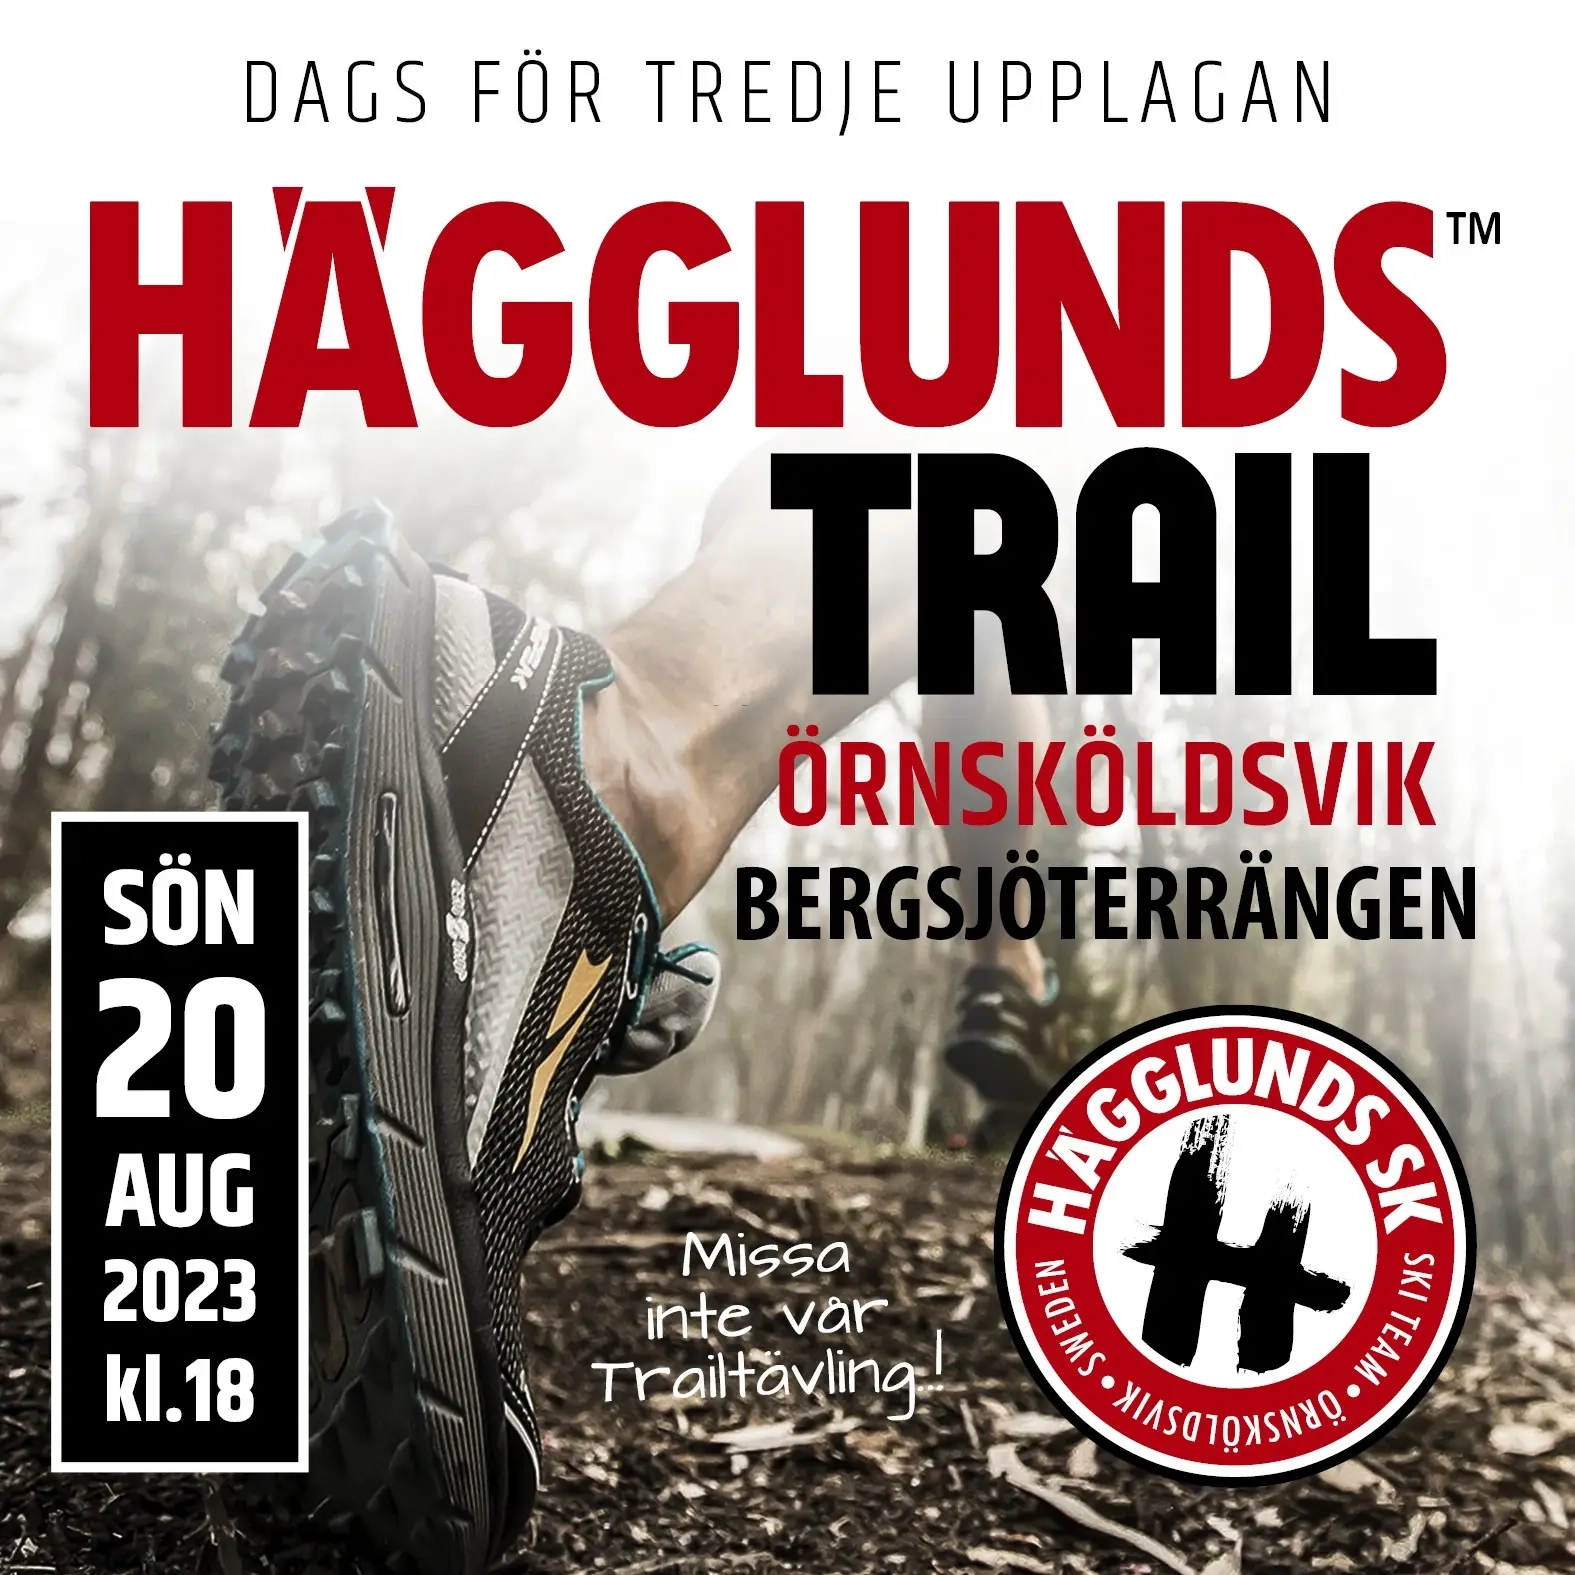 DAGS FÖR TREDJE UPPLAGAN
HÄGGLUNDS™
TRAIL
ÖRNSKÖLDSVIK
BERGSJÖTERRÄNGEN
SÖN
20
AUG
2023
kl.18
Missa
inte vår
Trailtävling..!
HÄGGLUNDS SK
SKI TEAM • ÖRNSKÖLDSVIK • SWEDEN